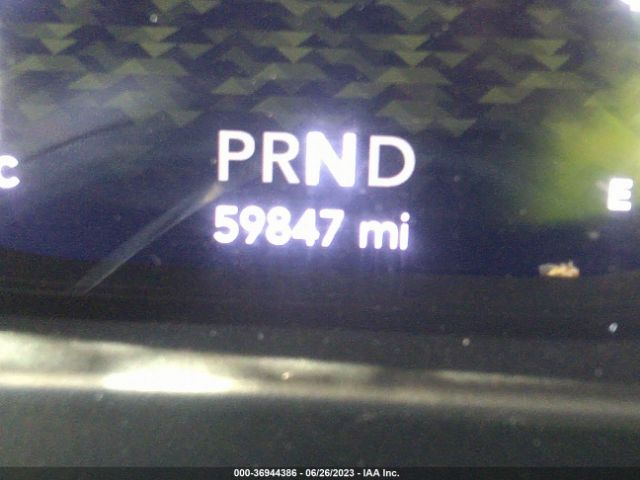 PRND
C
E
59847 mi
000-36944386 | 06/26/2023 - IAA Inc.